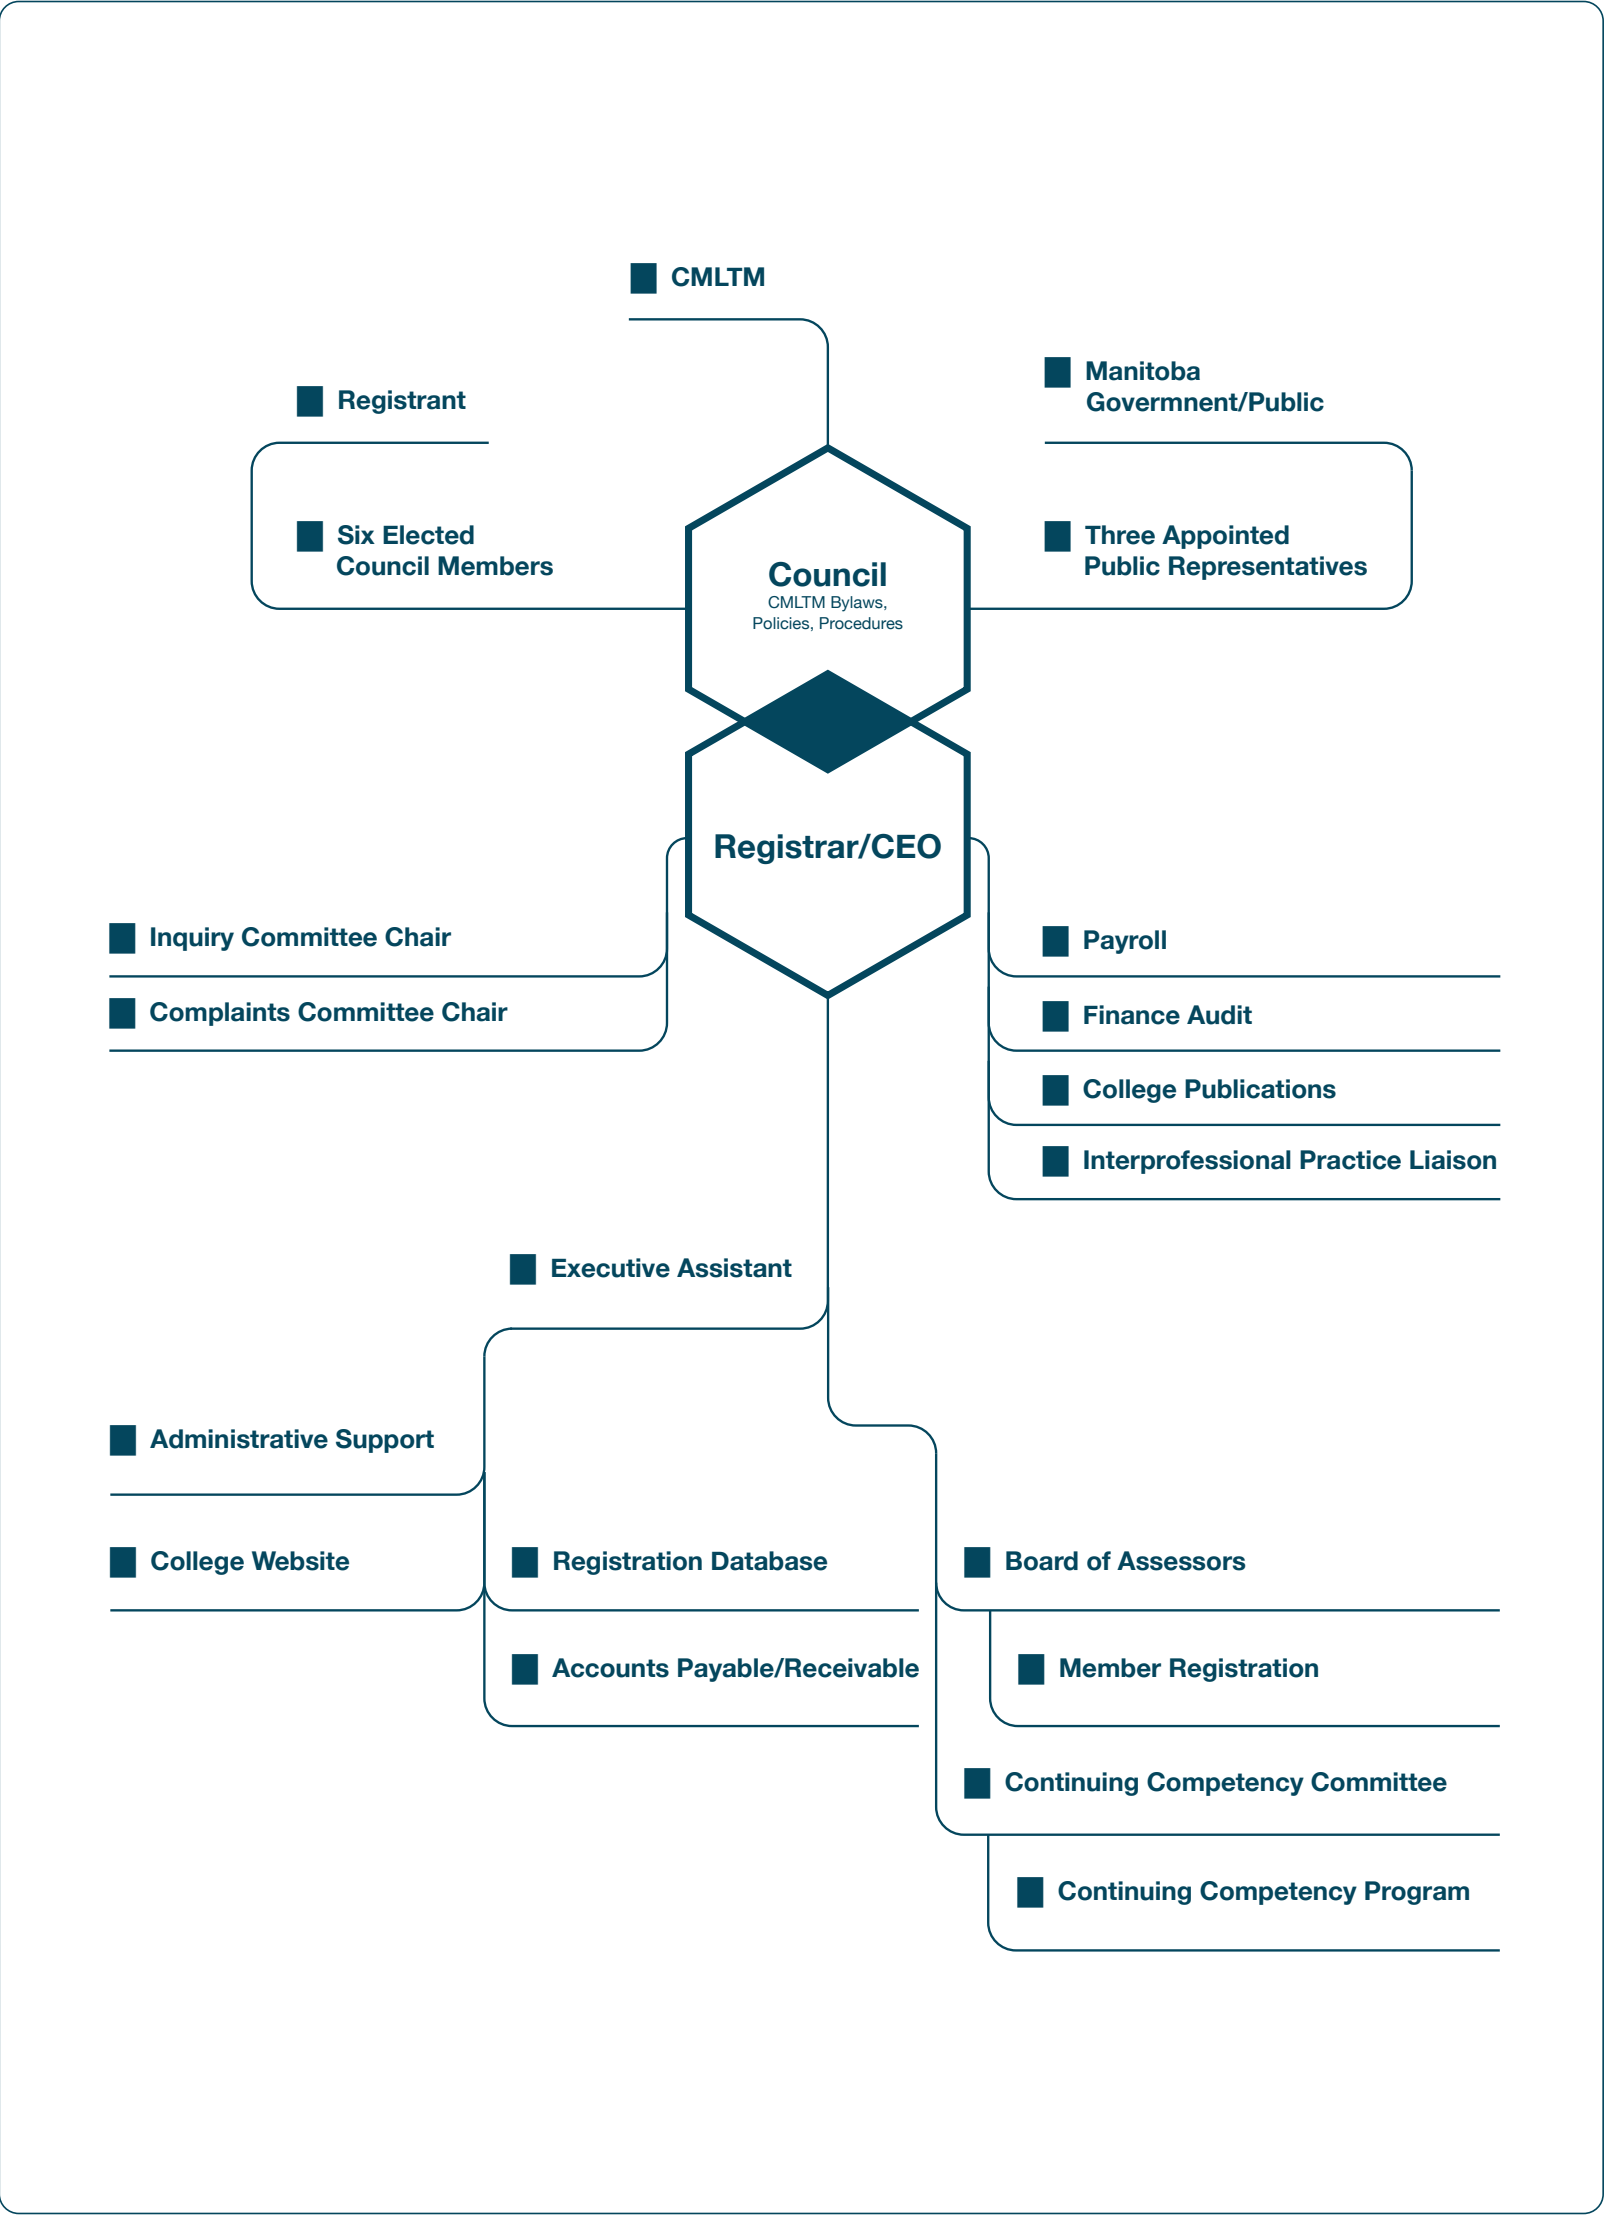 CMLTM
Registrant
Manitoba
Govermnent/Public
Six Elected
Council Members
Three Appointed
Public Representatives
Council
CMLTM Bylaws,
Policies, Procedures
Registrar/CEO
Inquiry Committee Chair
Complaints Committee Chair
Payroll
Finance Audit
College Publications
Interprofessional Practice Liaison
Executive Assistant
Administrative Support
College Website
Registration Database
Accounts Payable/Receivable
Board of Assessors
Member Registration
Continuing Competency Committee
Continuing Competency Program